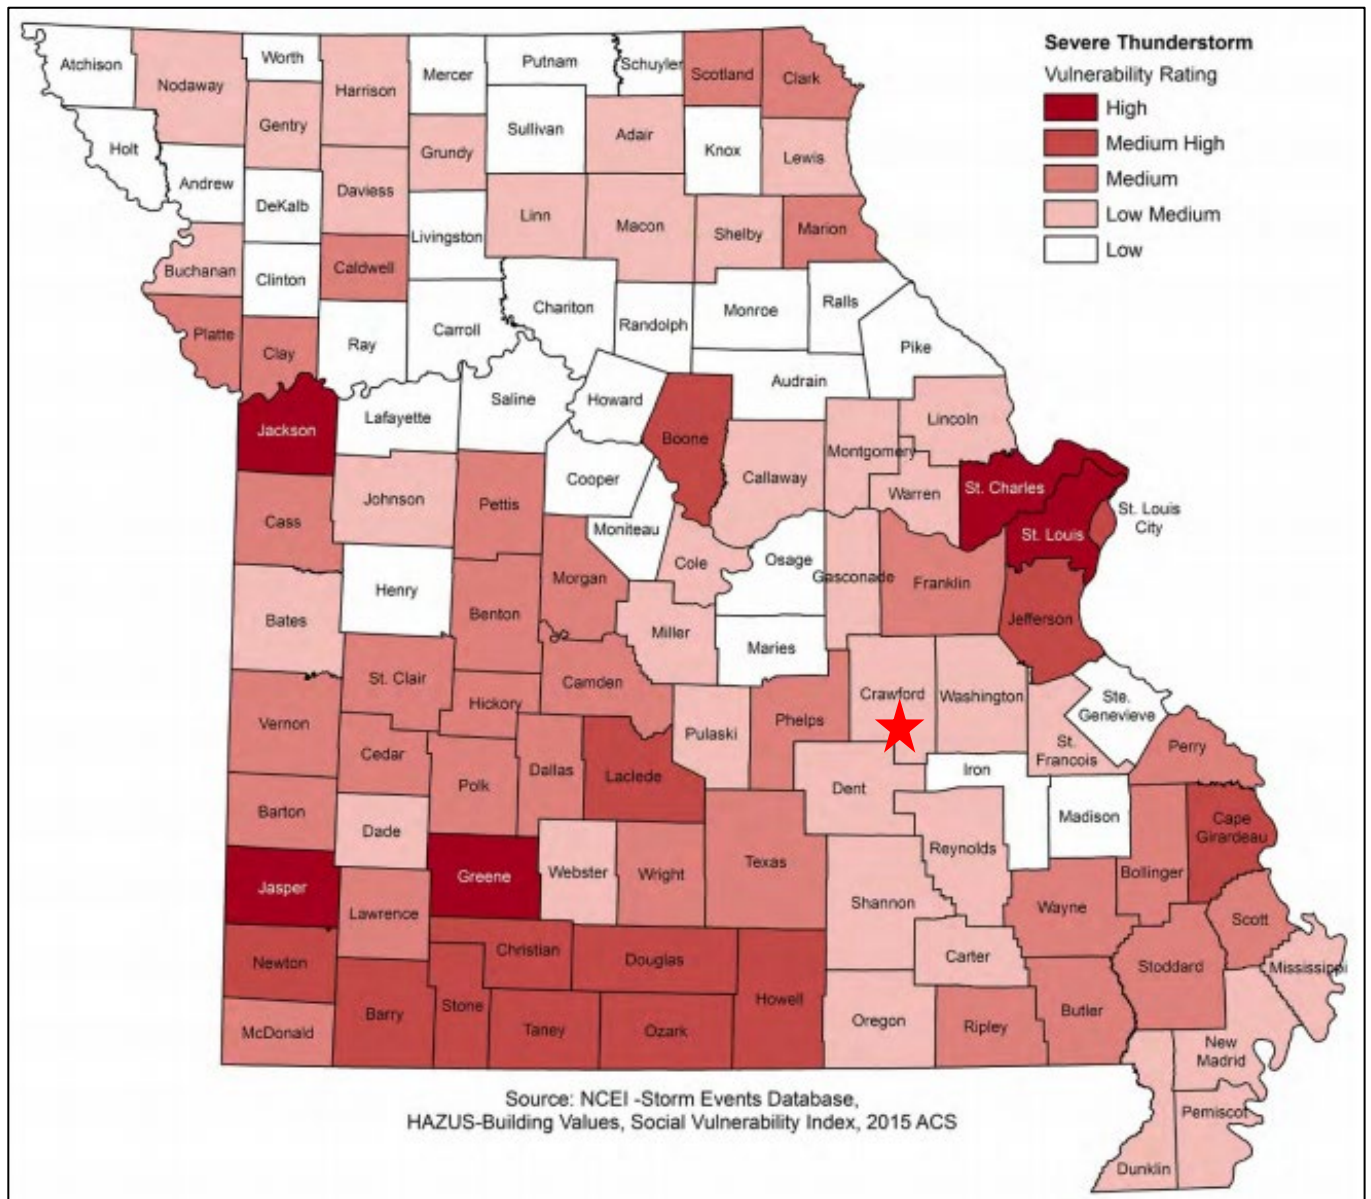 Severe Thunderstorm
Vulnerability Rating
High
Medium High
Medium
Low Medium
Low
Atchison
Nodaway
Worth
Harrison
Mercer
Putnam
Schuyler
Scotland
Clark
Gentry
Sullivan
Adair
Knox
Lewis
Holt
Andrew
DeKalb
Daviess
Grundy
Linn
Macon
Shelby
Marion
Livingston
Buchanan
Clinton
Caldwell
Chariton
Randolph
Monroe
Ralls
Pike
Platte
Clay
Ray
Carroll
Audrain
Jackson
Lafayette
Saline
Howard
Boone
Lincoln
Montgomery
Callaway
Warren
St. Charles
St. Louis
City
St. Louis
Cass
Johnson
Pettis
Cooper
Moniteau
Cole
Osage
Gasconade
Franklin
Jefferson
Bates
Henry
Benton
Morgan
Miller
Maries
St. Clair
Hickory
Camden
Pulaski
Phelps
Crawford
Washington
Ste.
Genevieve
St.
Francois
Perry
Vernon
Cedar
Polk
Dallas
Laclede
Dent
Iron
Madison
Cape
Girardeau
Barton
Dade
Greene
Webster
Wright
Texas
Reynolds
Bollinger
Jasper
Lawrence
Shannon
Wayne
Scott
Newton
Christian
Douglas
Howell
Carter
Stoddard
Mississippi
McDonald
Barry
Stone
Taney
Ozark
Oregon
Ripley
Butler
New
Madrid
Pemiscot
Dunklin
Source: NCEI -Storm Events Database,
HAZUS-Building Values, Social Vulnerability Index, 2015 ACS